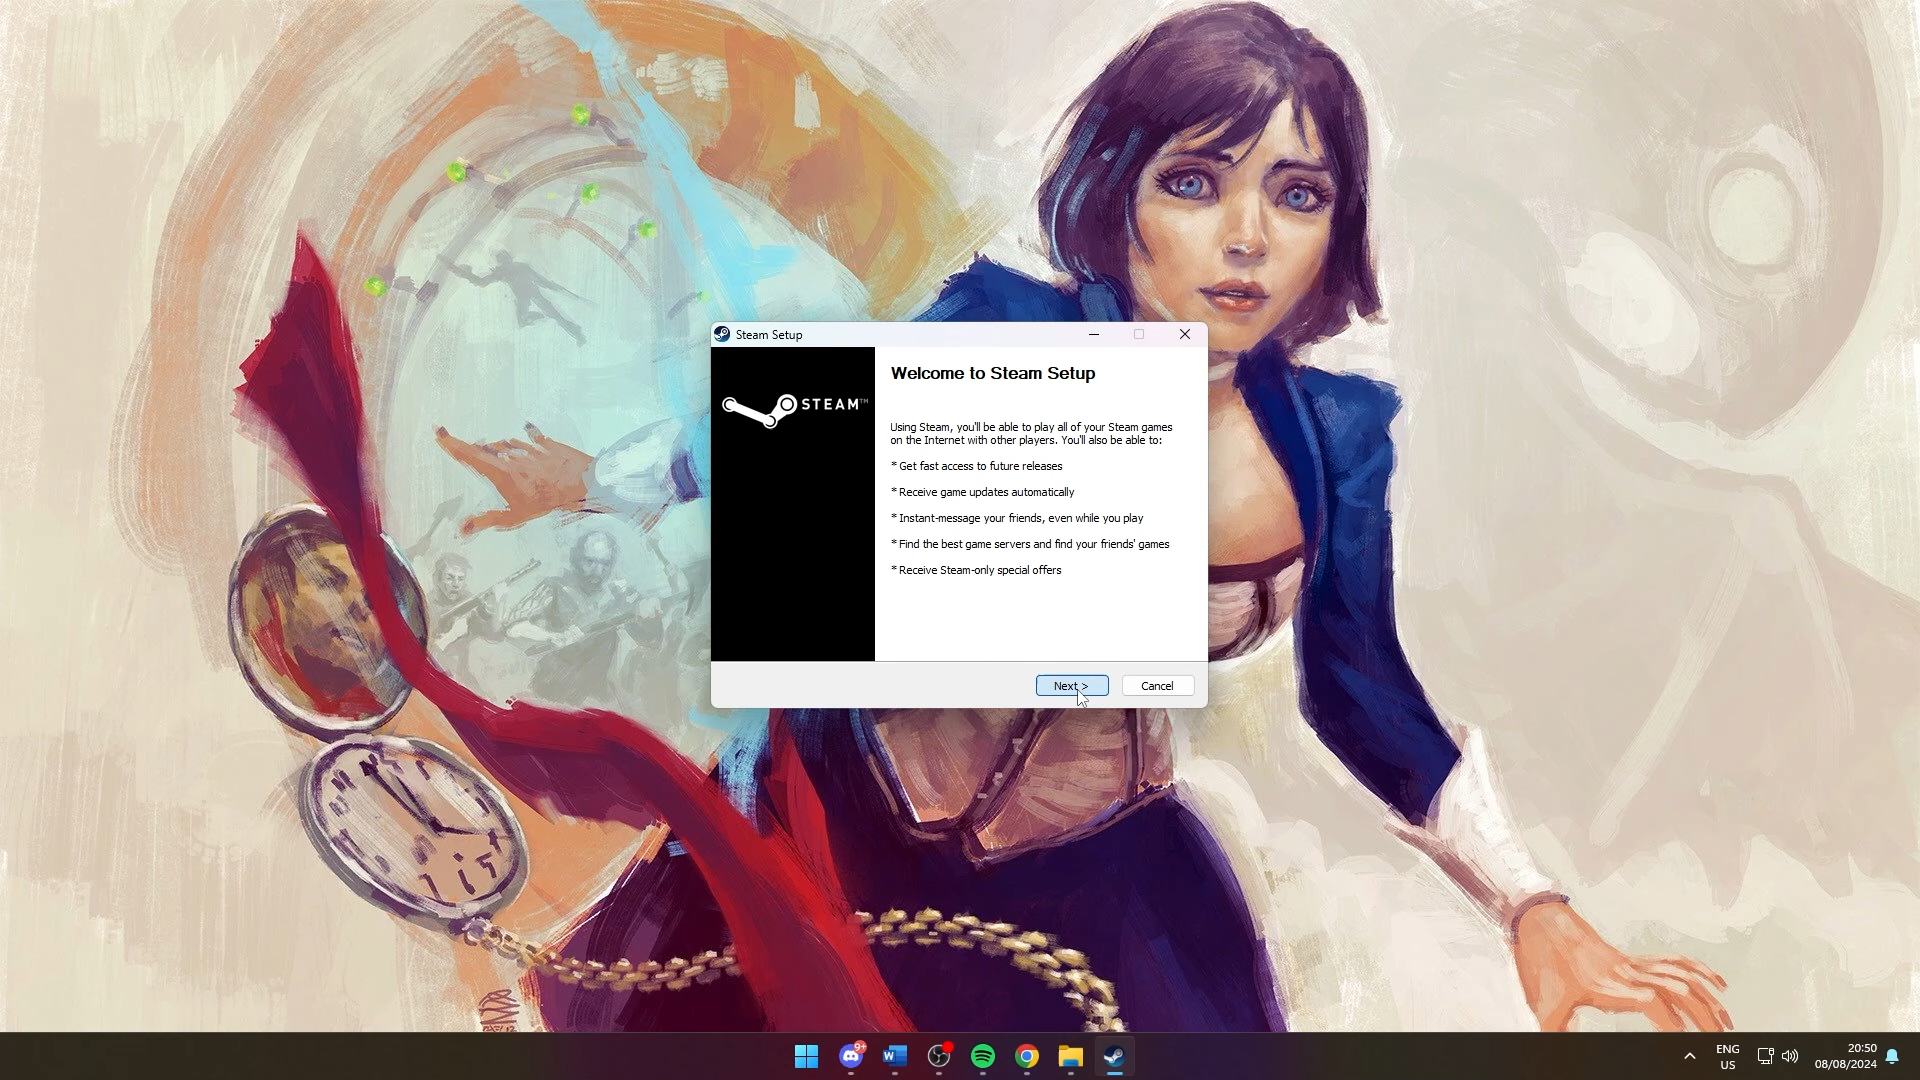 Steam Setup
STEAM™
Welcome to Steam Setup
Using Steam, you'll be able to play all of your Steam games
on the Internet with other players. You'll also be able to:
* Get fast access to future releases
* Receive game updates automatically
* Instant-message your friends, even while you play
* Find the best game servers and find your friends' games
* Receive Steam-only special offers
Next >
Cancel
9+
W
ENG
US
20:50
08/08/2024